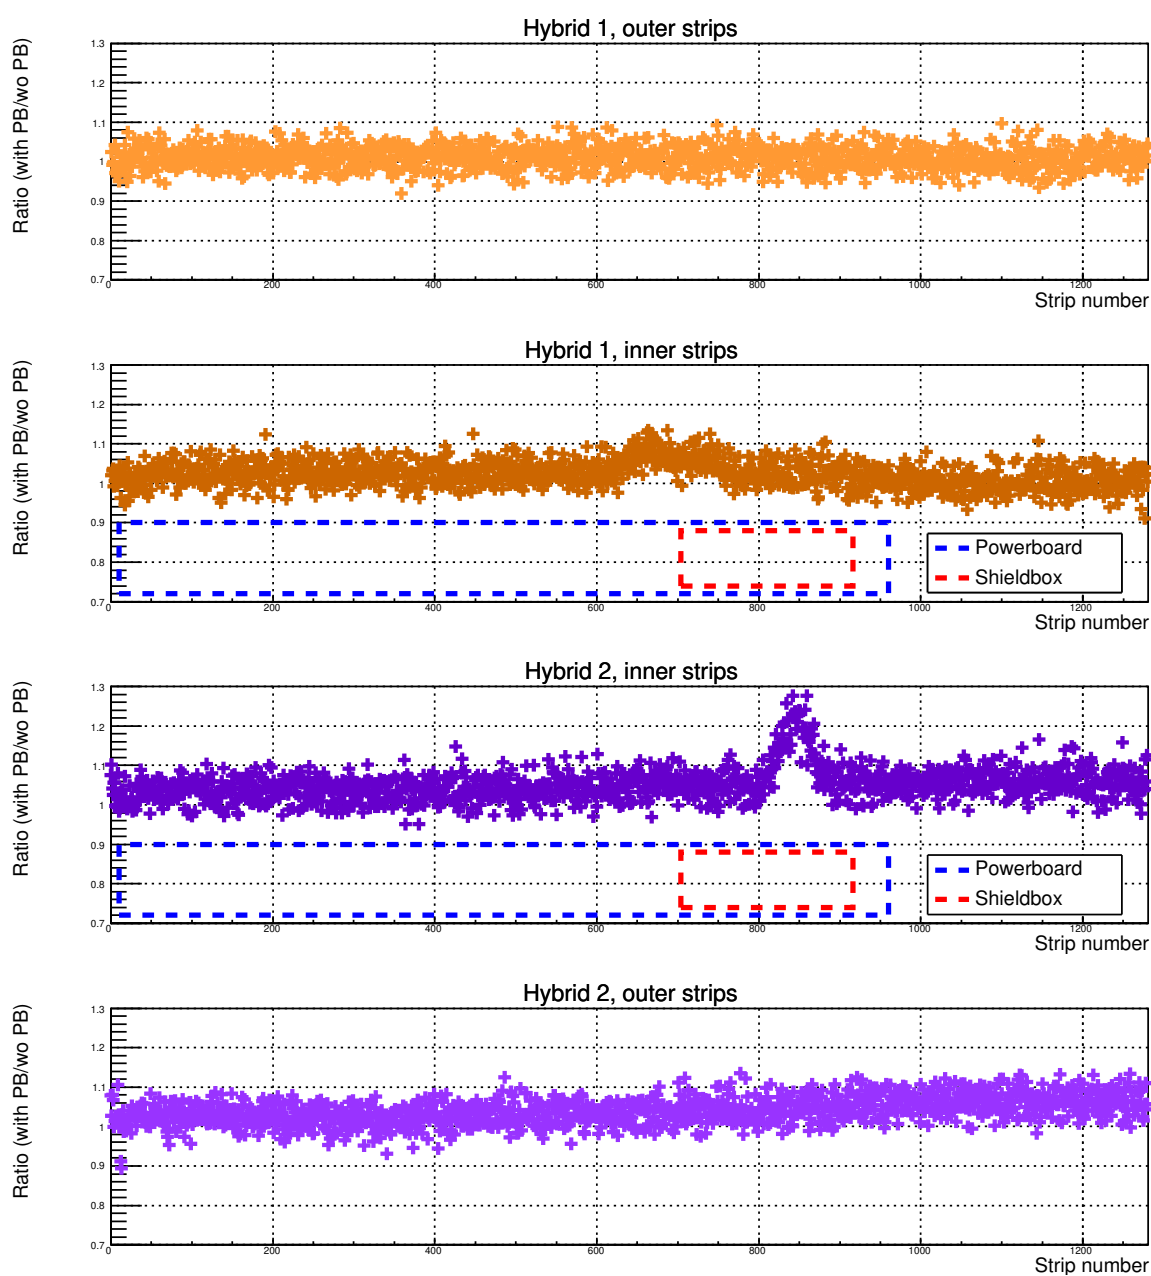 Hybrid 1, outer strips
Ratio (with PB/wo PB)
1.3
1.2
1.1
1
0.9
0.8
0.7
0 200 400 600 800 1000 1200
Strip number
Hybrid 1, inner strips
Ratio (with PB/wo PB)
1.3
1.2
1.1
1
0.9
0.8
0.7
Powerboard
Shieldbox
0 200 400 600 800 1000 1200
Strip number
Hybrid 2, inner strips
Ratio (with PB/wo PB)
1.3
1.2
1.1
1
0.9
0.8
0.7
Powerboard
Shieldbox
0 200 400 600 800 1000 1200
Strip number
Hybrid 2, outer strips
Ratio (with PB/wo PB)
1.3
1.2
1.1
1
0.9
0.8
0.7
0 200 400 600 800 1000 1200
Strip number